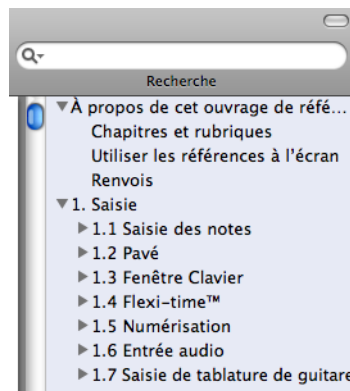 Recherche
À propos de cet ouvrage de réfé...
Chapitres et rubriques
Utiliser les références à l'écran
Renvois
1. Saisie
1.1 Saisie des notes
1.2 Pavé
1.3 Fenêtre Clavier
1.4 Flexi-time™
1.5 Numérisation
1.6 Entrée audio
1.7 Saisie de tablature de guitare